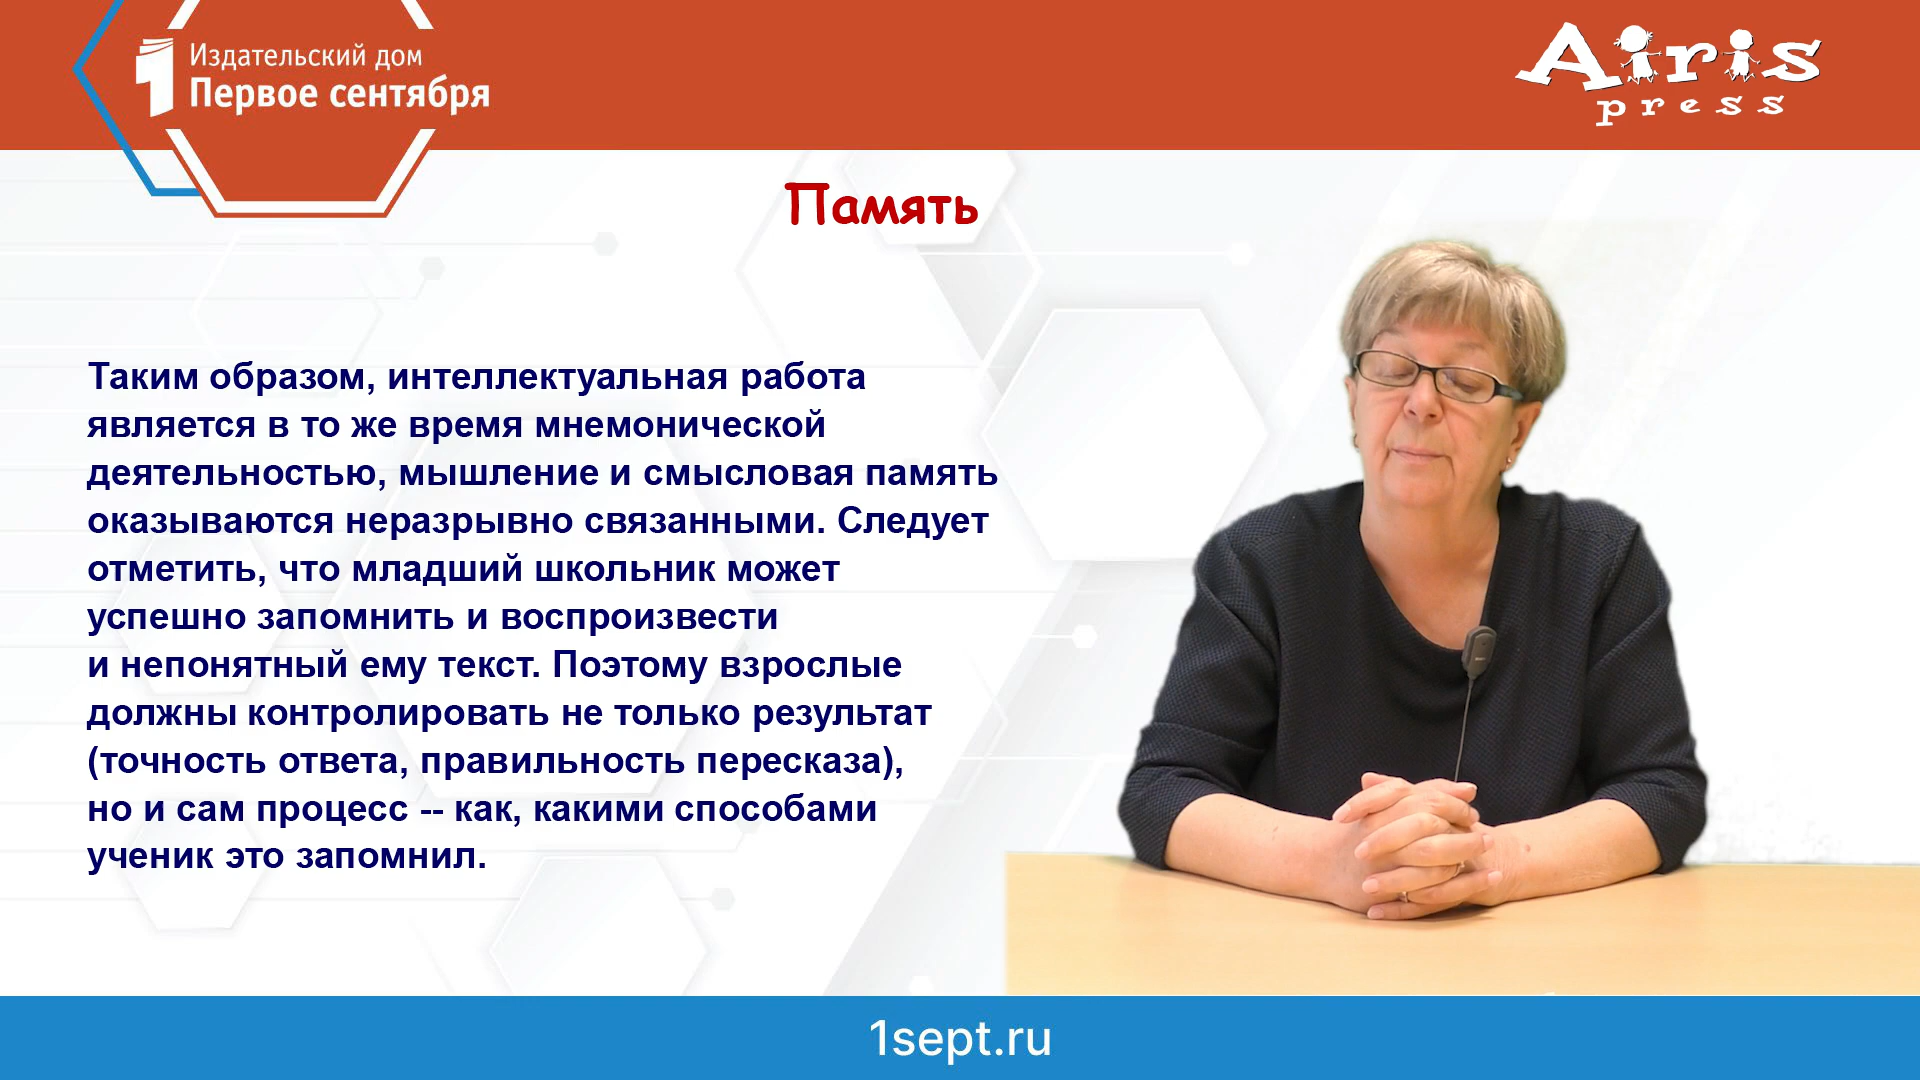 Издательский дом
Первое сентября
Airis
press
Память
Таким образом, интеллектуальная работа
является в то же время мнемонической
деятельностью, мышление и смысловая память
оказываются неразрывно связанными. Следует
отметить, что младший школьник может
успешно запомнить и воспроизвести
и непонятный ему текст. Поэтому взрослые
должны контролировать не только результат
(точность ответа, правильность пересказа),
но и сам процесс -- как, какими способами
ученик это запомнил.
1sept.ru